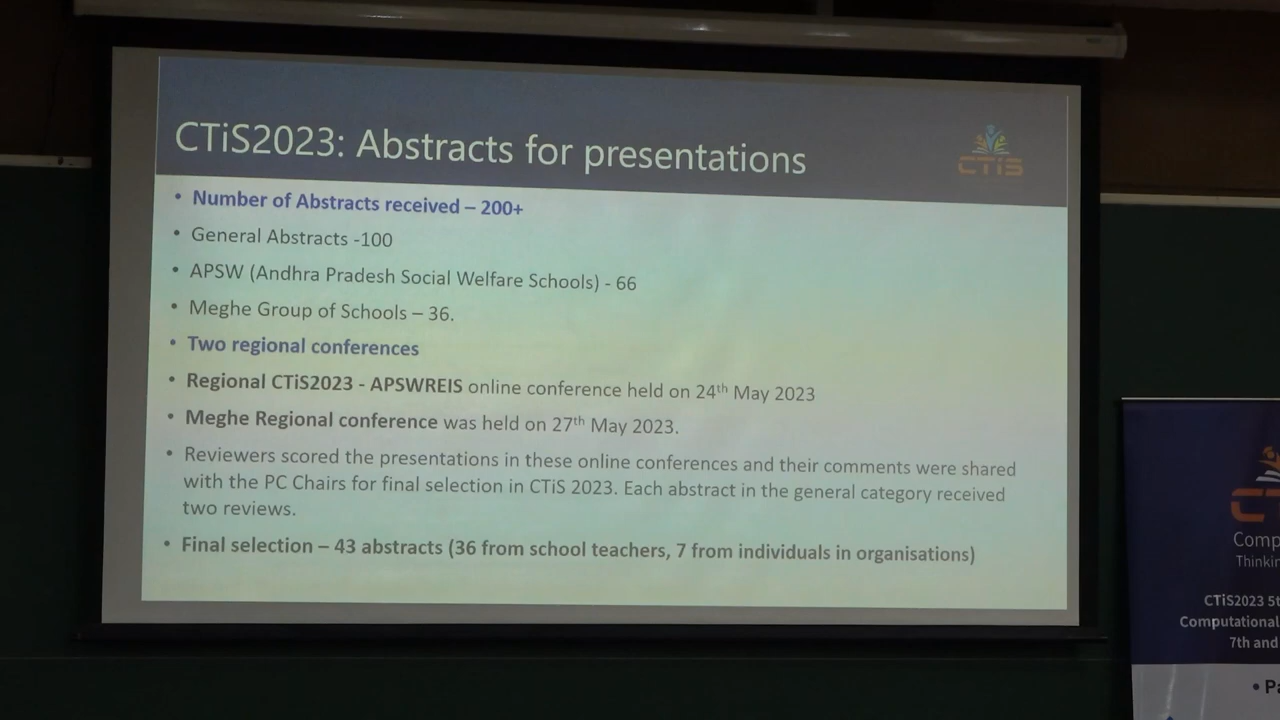 CTiS2023: Abstracts for presentations
CTiS
• Number of Abstracts received – 200+
• General Abstracts -100
• APSW (Andhra Pradesh Social Welfare Schools) - 66
• Meghe Group of Schools – 36.
• Two regional conferences
• Regional CTiS2023 - APSWREIS online conference held on 24th May 2023
• Meghe Regional conference was held on 27th May 2023.
• Reviewers scored the presentations in these online conferences and their comments were shared
with the PC Chairs for final selection in CTiS 2023. Each abstract in the general category received
two reviews.
• Final selection – 43 abstracts (36 from school teachers, 7 from individuals in organisations)
CTiS2023 5t
Computational
7th and